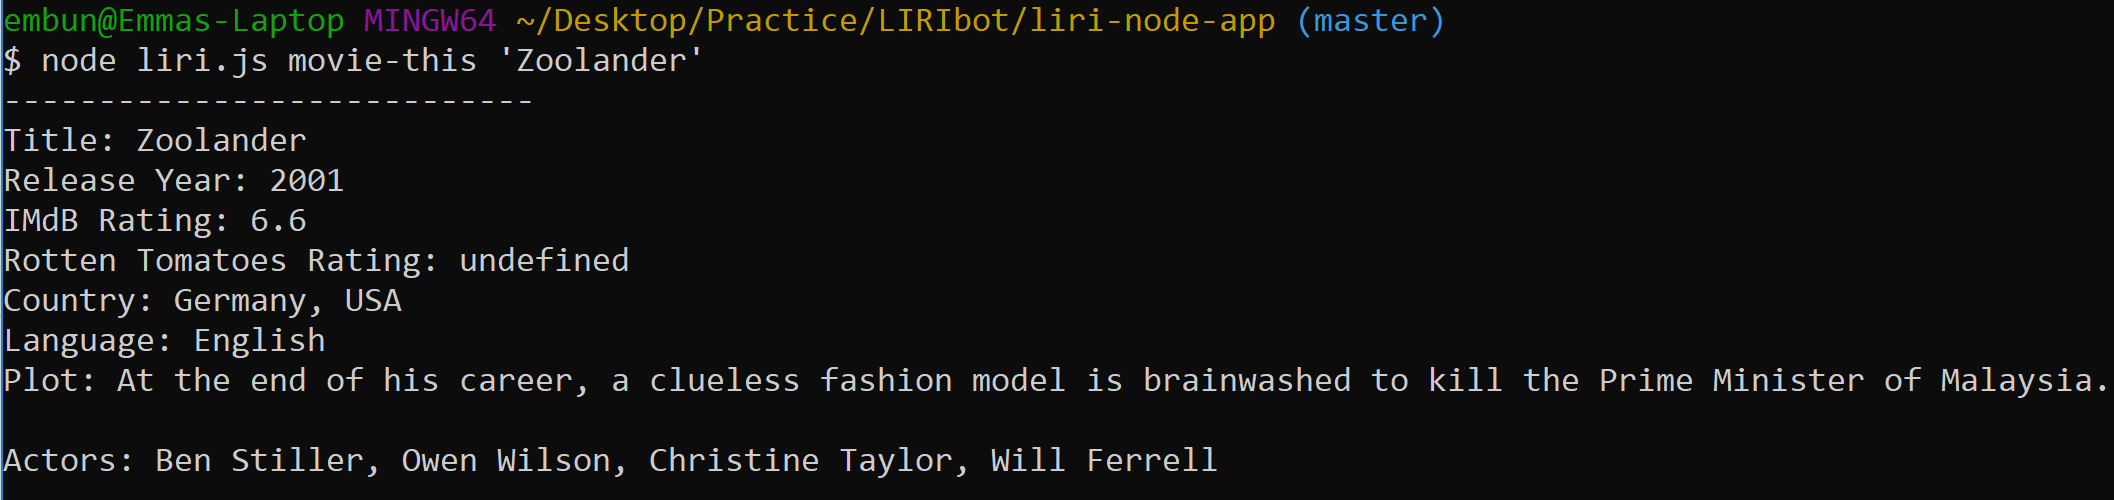 embun@Emmas-Laptop MINGW64 ~/Desktop/Practice/LIRIbot/liri-node-app (master)
$ node liri.js movie-this 'Zoolander'
----------------------------
Title: Zoolander
Release Year: 2001
IMdB Rating: 6.6
Rotten Tomatoes Rating: undefined
Country: Germany, USA
Language: English
Plot: At the end of his career, a clueless fashion model is brainwashed to kill the Prime Minister of Malaysia.
Actors: Ben Stiller, Owen Wilson, Christine Taylor, Will Ferrell